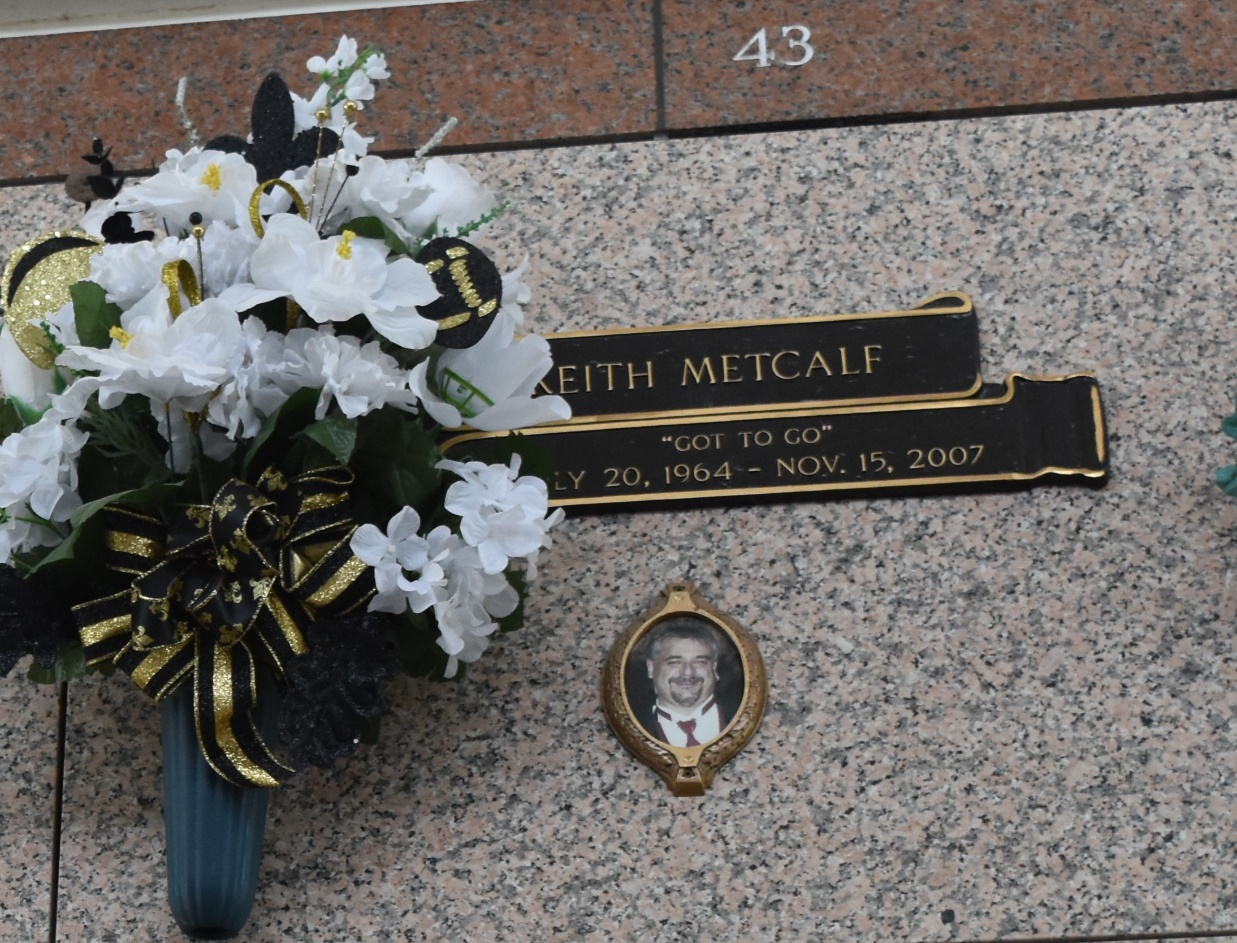 43
KEITH METCALF
"GOT TO GO"
LY 20, 1964 - NOV. 15, 2007